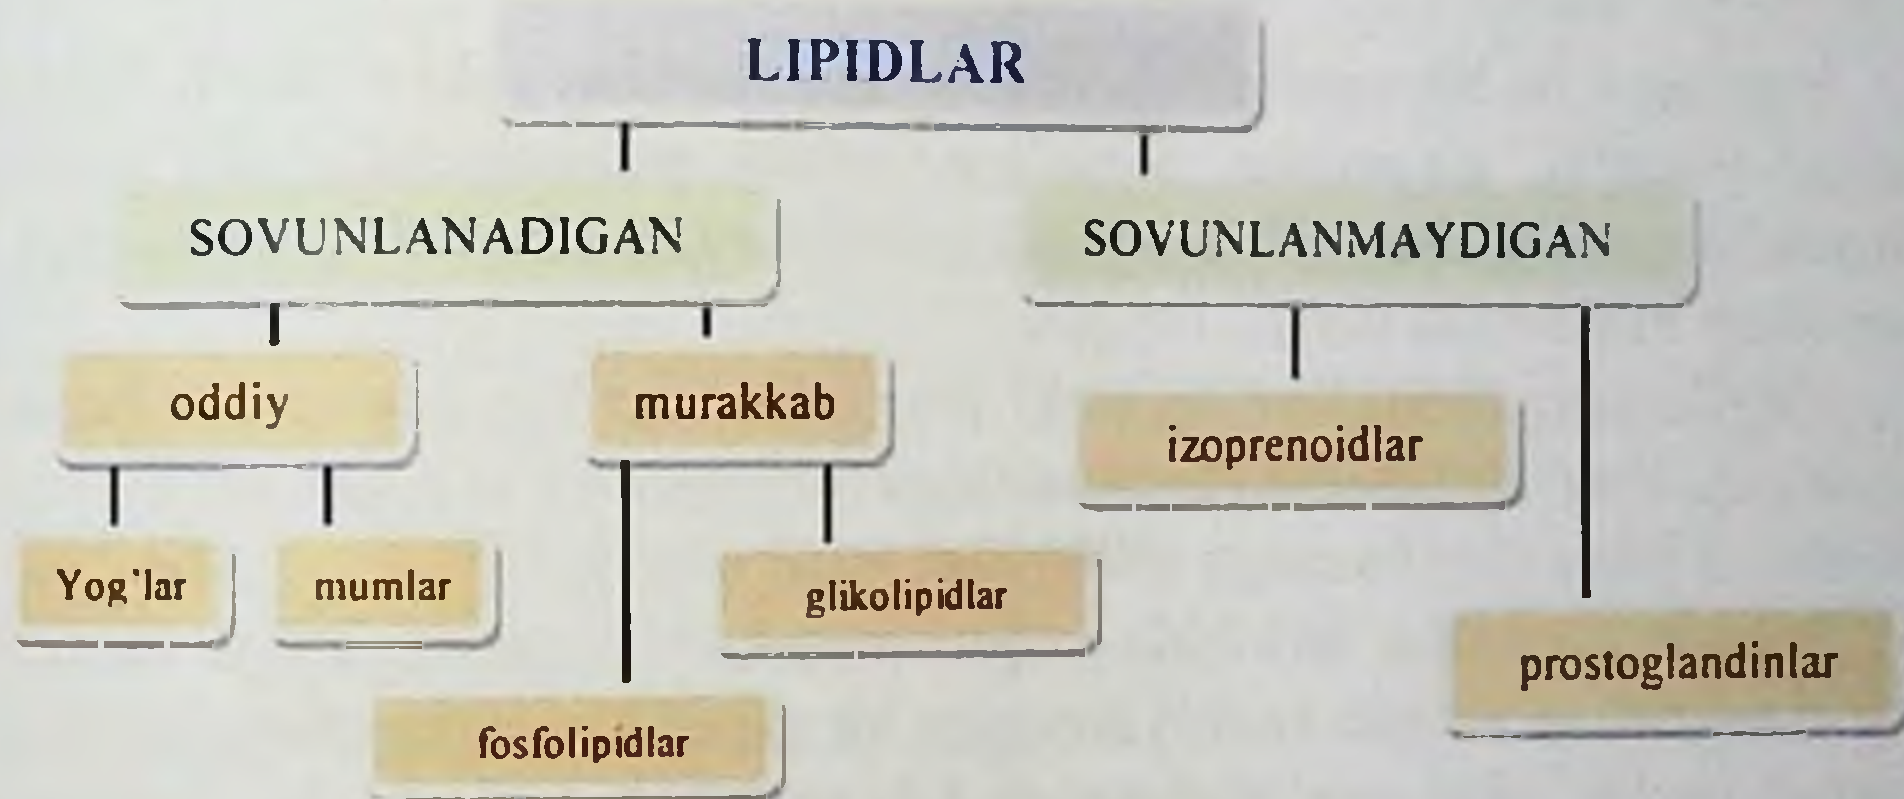 LIPIDLAR
SOVUNLANADIGAN
SOVUNLANMAYDIGAN
oddiy
murakkab
izoprenoidlar
Yog'lar
mumlar
glikolipidlar
prostoglandinlar
fosfolipidlar